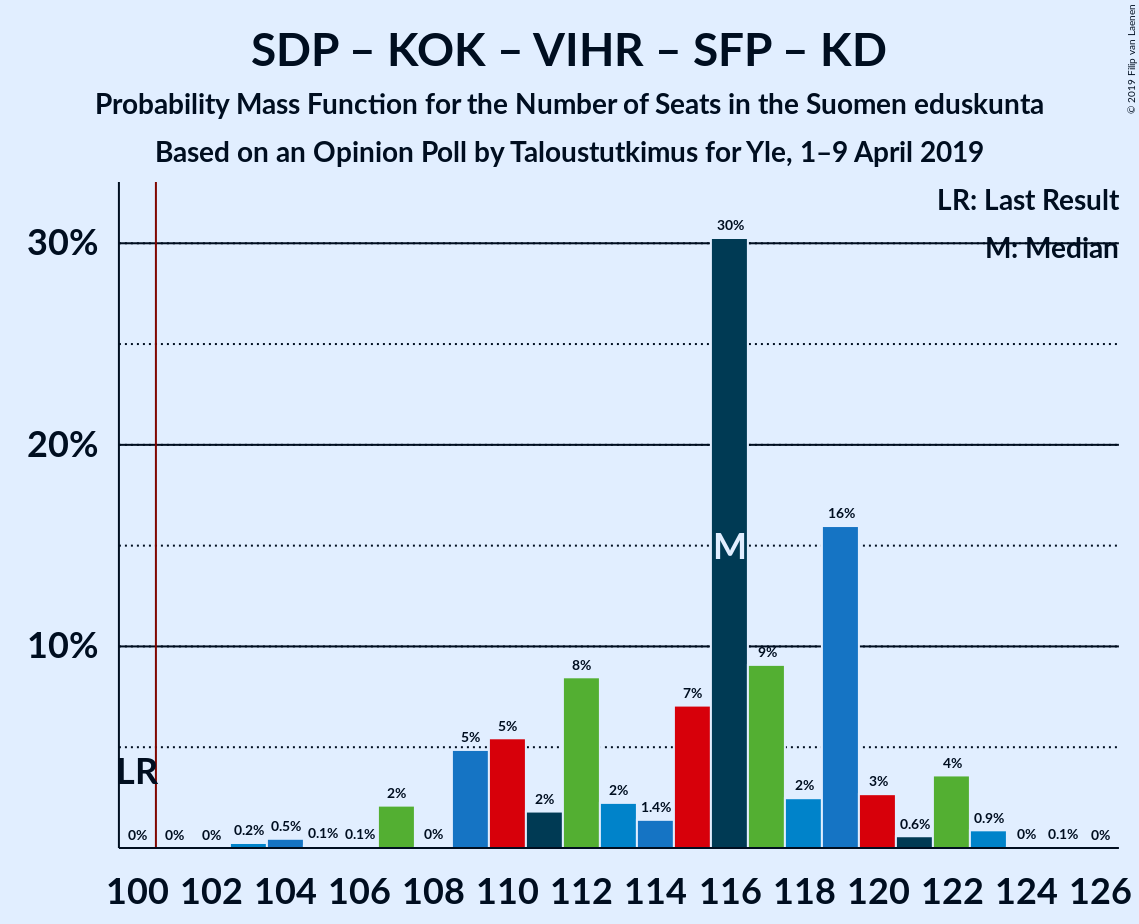 SDP – KOK – VIHR – SFP – KD
Probability Mass Function for the Number of Seats in the Suomen eduskunta
Based on an Opinion Poll by Taloustutkimus for Yle, 1–9 April 2019
© 2019 Filip van Laenen
LR: Last Result
M: Median
30%
20%
10%
LR
M
0% 0% 0% 0.2% 0.5% 0.1% 0.1% 2% 0% 5% 5% 2% 8% 2% 1.4% 7% 30% 9% 2% 16% 3% 0.6% 4% 0.9% 0% 0.1% 0%
100 102 104 106 108 110 112 114 116 118 120 122 124 126